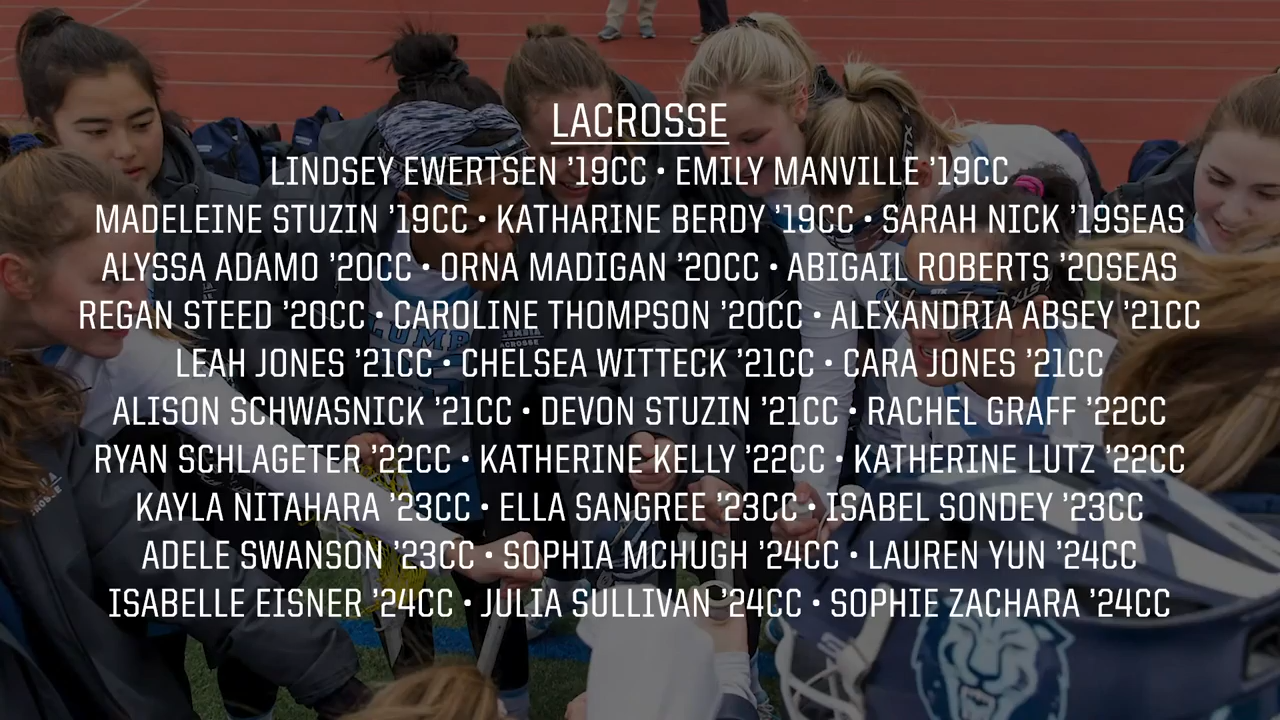 LACROSSE
LINDSEY EWERTSEN ’19CC • EMILY MANVILLE ’19CC
MADELEINE STUZIN ’19CC • KATHARINE BERDY ’19CC • SARAH NICK ’19SEAS
ALYSSA ADAMO ’20CC • ORNA MADIGAN ’20CC • ABIGAIL ROBERTS ’20SEAS
REGAN STEED ’20CC • CAROLINE THOMPSON ’20CC • ALEXANDRIA ABSEY ’21CC
LEAH JONES ’21CC • CHELSEA WITTECK ’21CC • CARA JONES ’21CC
ALISON SCHWASNICK ’21CC • DEVON STUZIN ’21CC • RACHEL GRAFF ’22CC
RYAN SCHLAGETER ’22CC • KATHERINE KELLY ’22CC • KATHERINE LUTZ ’22CC
KAYLA NITAHARA ’23CC • ELLA SANGREE ’23CC • ISABEL SONDEY ’23CC
ADELE SWANSON ’23CC • SOPHIA MCHUGH ’24CC • LAUREN YUN ’24CC
ISABELLE EISNER ’24CC • JULIA SULLIVAN ’24CC • SOPHIE ZACHARA ’24CC